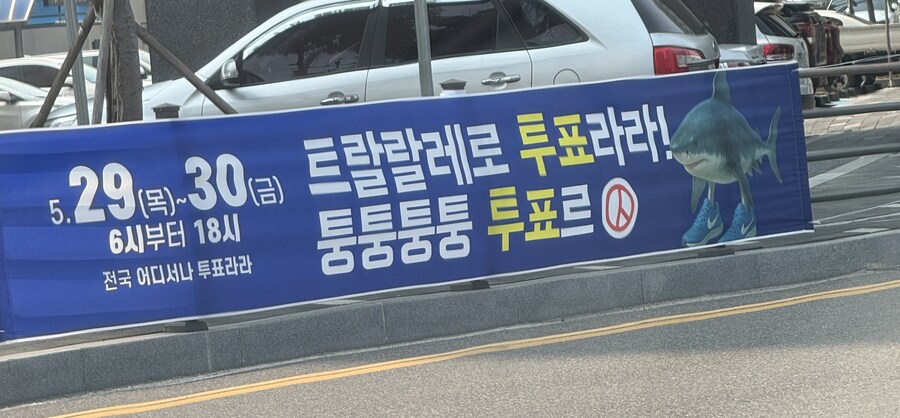 5.29(목)~30(금)
6시부터 18시
전국 어디서나 투표라라
트랄랄레로 투표라라!
퉁퉁퉁퉁 투표르